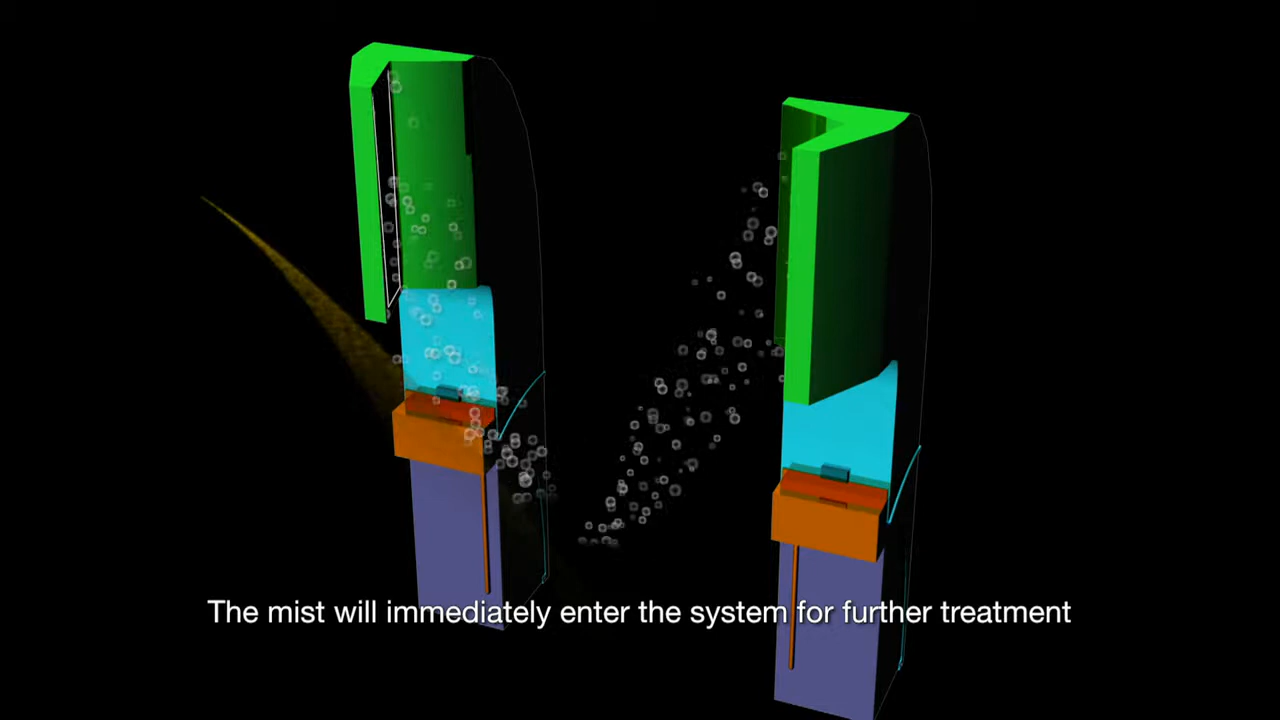 The mist will immediately enter the system for further treatment